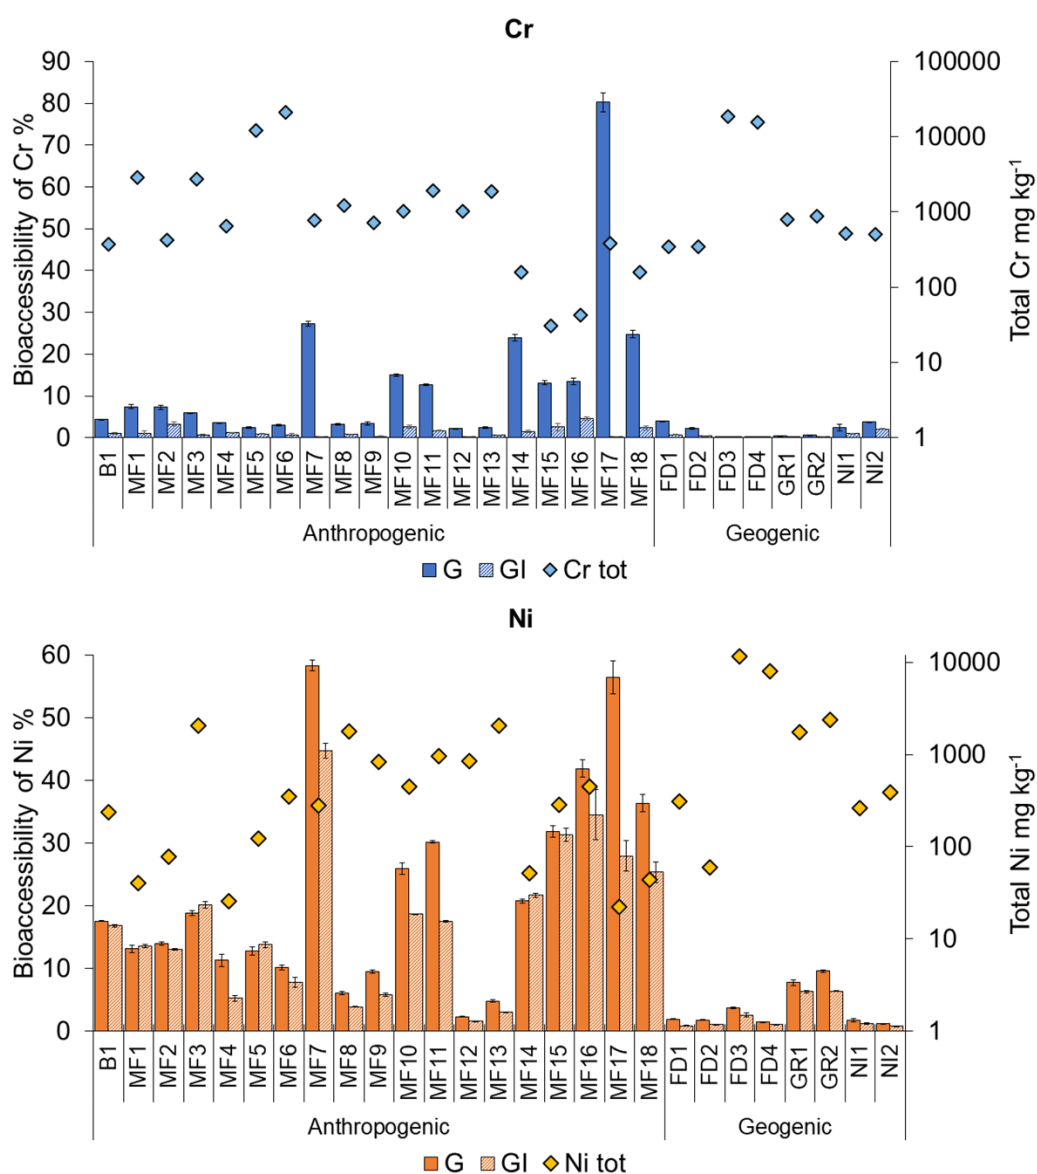 Cr
Bioaccessibility of Cr %
90
80
70
60
50
40
30
20
10
0
100000
10000
1000
100
10
1
Total Cr mg kg⁻¹
B1 MF1 MF2 MF3 MF4 MF5 MF6 MF7 MF8 MF9 MF10 MF11 MF12 MF13 MF14 MF15 MF16 MF17 MF18 FD1 FD2 FD3 FD4 GR1 GR2 NI1 NI2
Anthropogenic Geogenic
G GI Cr tot
Ni
Bioaccessibility of Ni %
60
50
40
30
20
10
0
10000
1000
100
10
1
Total Ni mg kg⁻¹
B1 MF1 MF2 MF3 MF4 MF5 MF6 MF7 MF8 MF9 MF10 MF11 MF12 MF13 MF14 MF15 MF16 MF17 MF18 FD1 FD2 FD3 FD4 GR1 GR2 NI1 NI2
Anthropogenic Geogenic
G GI Ni tot